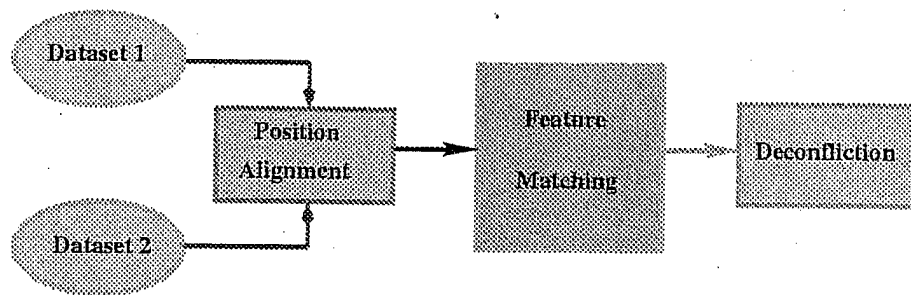 Dataset 1
Position
Alignment
Feature
Matching
Deconfliction
Dataset 2